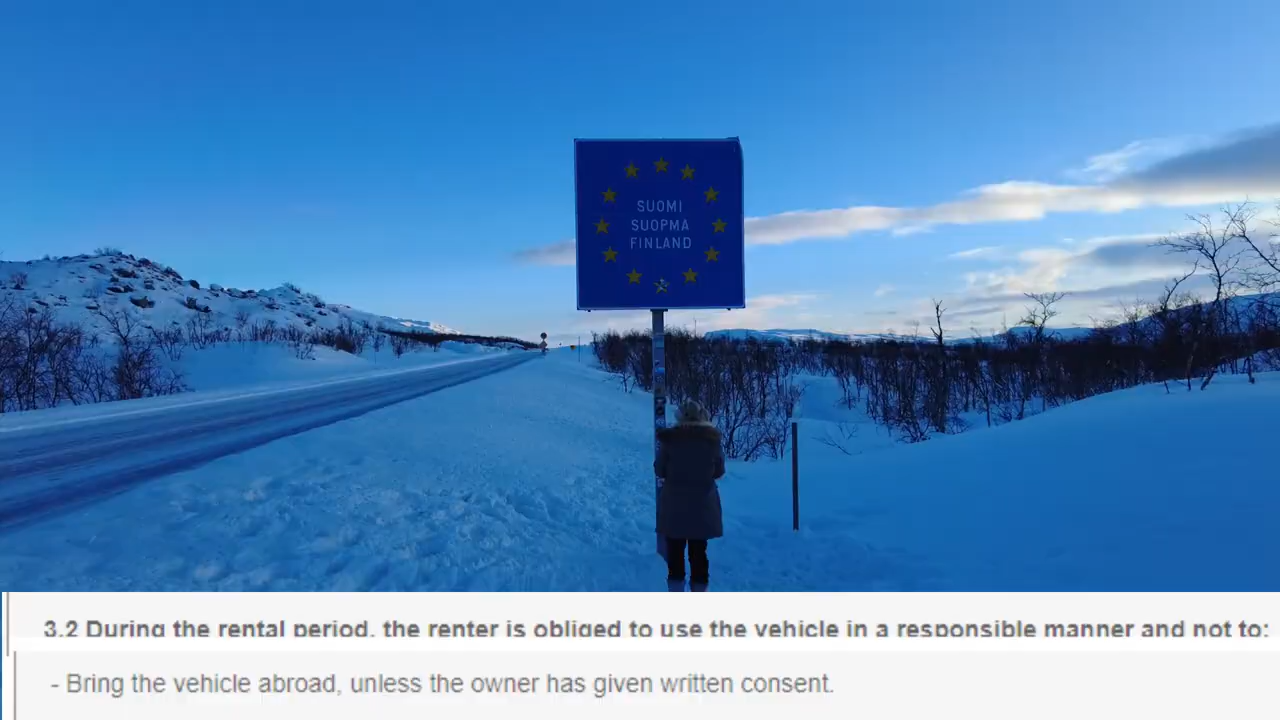 SUOMI
SUOPMA
FINLAND
3.2 During the rental period, the renter is obliged to use the vehicle in a responsible manner and not to:
- Bring the vehicle abroad, unless the owner has given written consent.